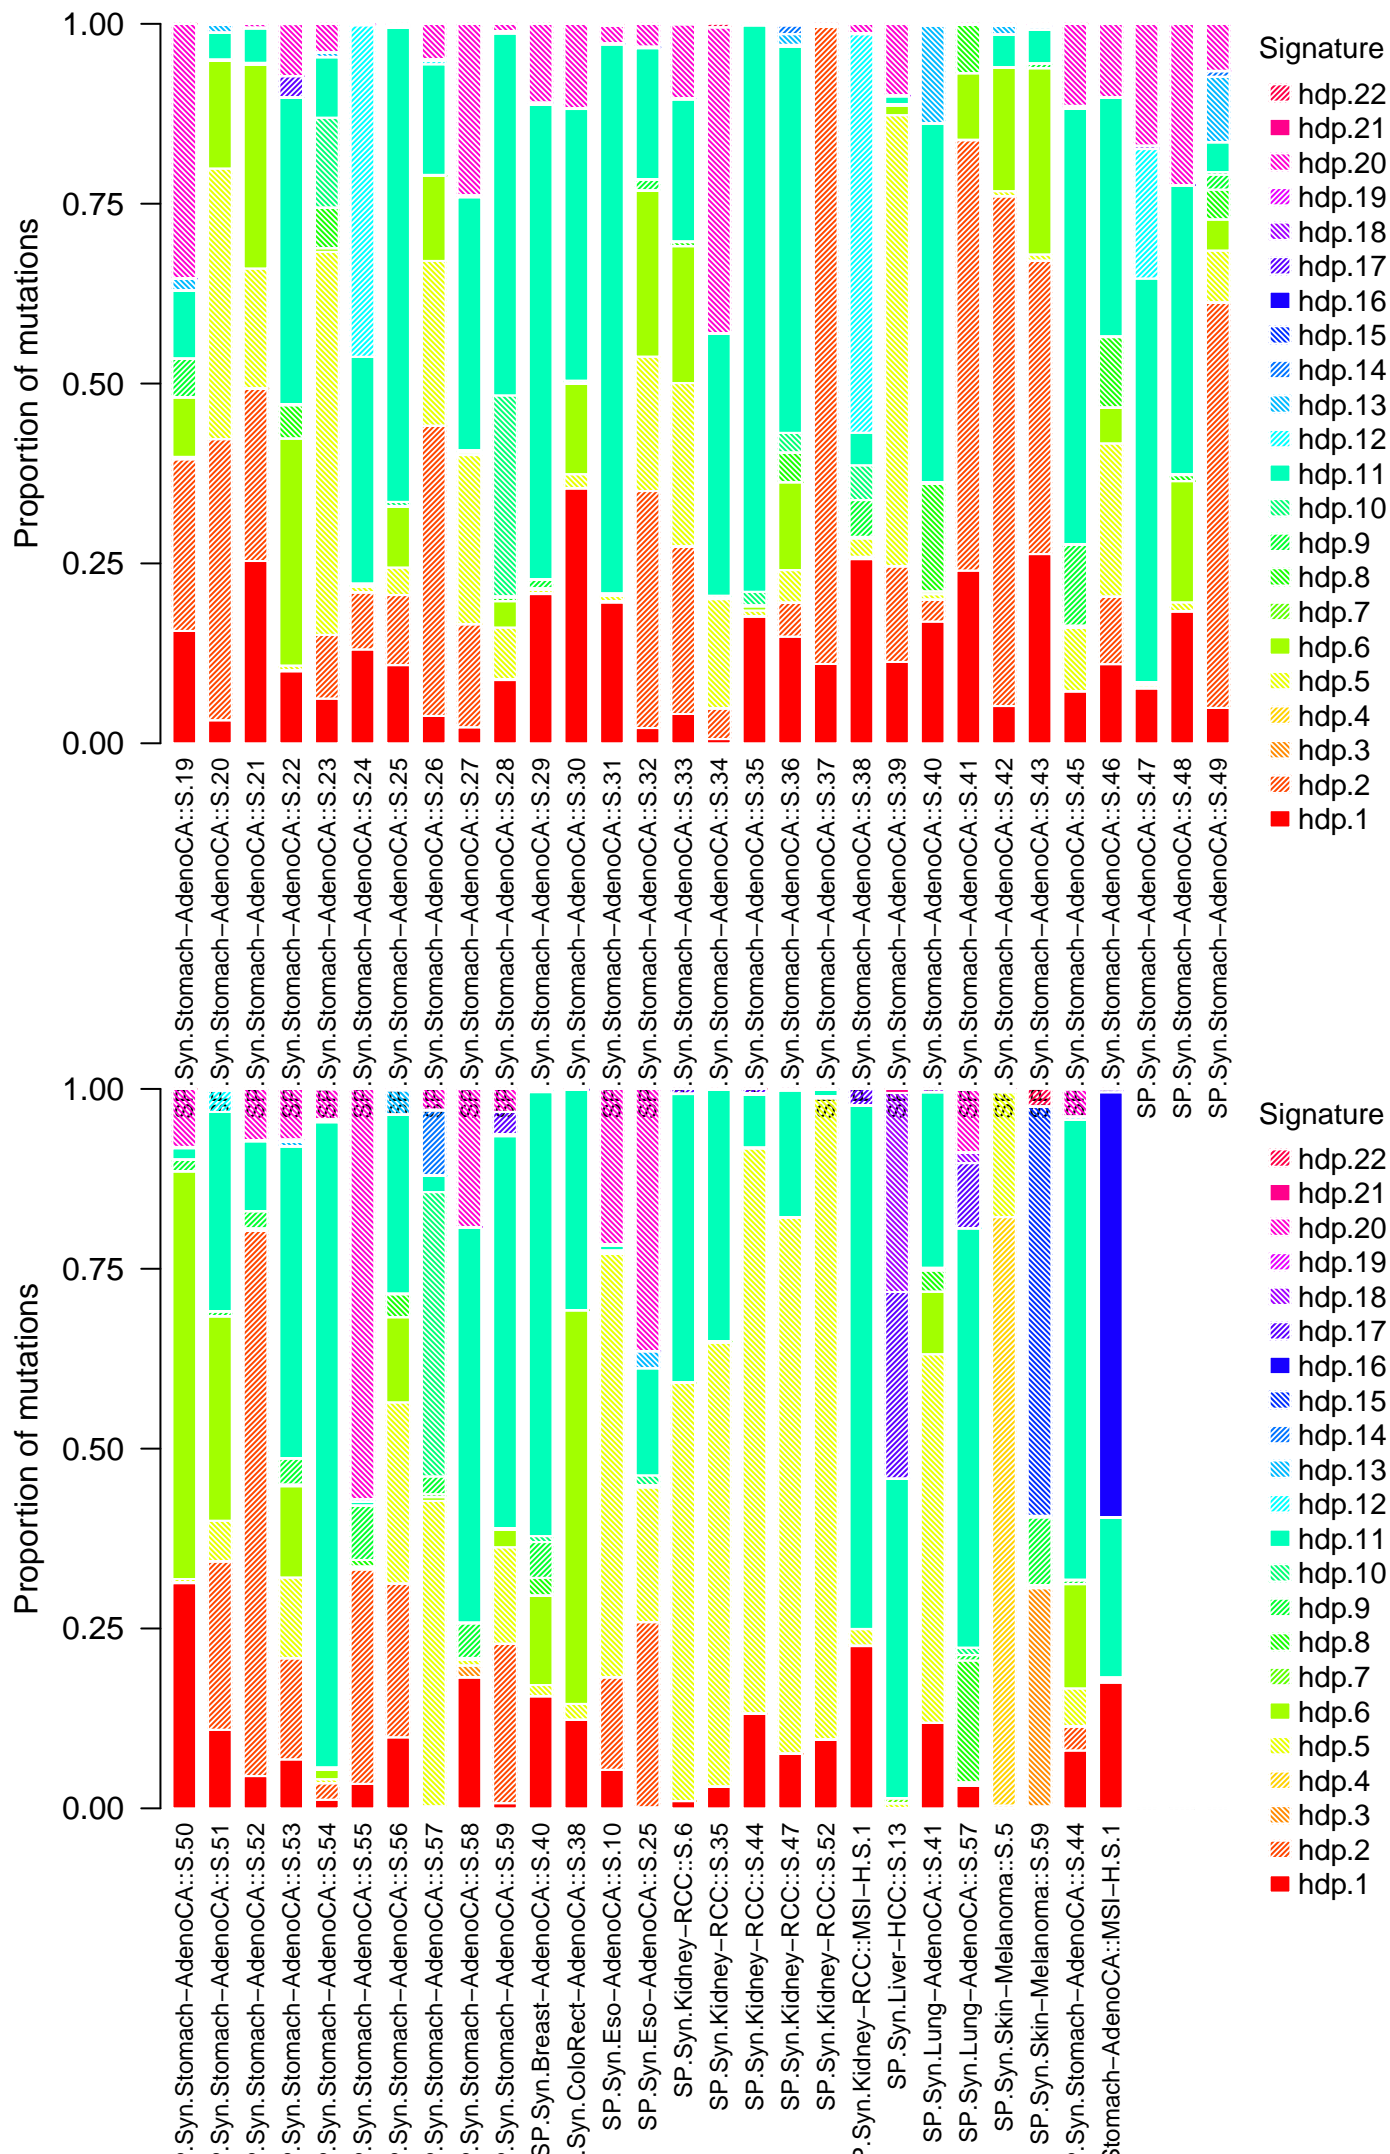 Proportion of mutations
1.00
0.75
0.50
0.25
0.00
.Syn.Stomach−AdenoCA::S.19
.Syn.Stomach−AdenoCA::S.20
.Syn.Stomach−AdenoCA::S.21
.Syn.Stomach−AdenoCA::S.22
.Syn.Stomach−AdenoCA::S.23
.Syn.Stomach−AdenoCA::S.24
.Syn.Stomach−AdenoCA::S.25
.Syn.Stomach−AdenoCA::S.26
.Syn.Stomach−AdenoCA::S.27
.Syn.Stomach−AdenoCA::S.28
.Syn.Stomach−AdenoCA::S.29
.Syn.Stomach−AdenoCA::S.30
.Syn.Stomach−AdenoCA::S.31
.Syn.Stomach−AdenoCA::S.32
.Syn.Stomach−AdenoCA::S.33
.Syn.Stomach−AdenoCA::S.34
.Syn.Stomach−AdenoCA::S.35
.Syn.Stomach−AdenoCA::S.36
.Syn.Stomach−AdenoCA::S.37
.Syn.Stomach−AdenoCA::S.38
.Syn.Stomach−AdenoCA::S.39
.Syn.Stomach−AdenoCA::S.40
.Syn.Stomach−AdenoCA::S.41
.Syn.Stomach−AdenoCA::S.42
.Syn.Stomach−AdenoCA::S.43
.Syn.Stomach−AdenoCA::S.45
.Syn.Stomach−AdenoCA::S.46
SP.Syn.Stomach−AdenoCA::S.47
SP.Syn.Stomach−AdenoCA::S.48
SP.Syn.Stomach−AdenoCA::S.49
Signature
hdp.22
hdp.21
hdp.20
hdp.19
hdp.18
hdp.17
hdp.16
hdp.15
hdp.14
hdp.13
hdp.12
hdp.11
hdp.10
hdp.9
hdp.8
hdp.7
hdp.6
hdp.5
hdp.4
hdp.3
hdp.2
hdp.1
Proportion of mutations
1.00
0.75
0.50
0.25
0.00
.Syn.Stomach−AdenoCA::S.50
.Syn.Stomach−AdenoCA::S.51
.Syn.Stomach−AdenoCA::S.52
.Syn.Stomach−AdenoCA::S.53
.Syn.Stomach−AdenoCA::S.54
.Syn.Stomach−AdenoCA::S.55
.Syn.Stomach−AdenoCA::S.56
.Syn.Stomach−AdenoCA::S.57
.Syn.Stomach−AdenoCA::S.58
.Syn.Stomach−AdenoCA::S.59
SP.Syn.Breast−AdenoCA::S.40
.Syn.ColoRect−AdenoCA::S.38
SP.Syn.Eso−AdenoCA::S.10
SP.Syn.Eso−AdenoCA::S.25
SP.Syn.Kidney−RCC::S.6
SP.Syn.Kidney−RCC::S.35
SP.Syn.Kidney−RCC::S.44
SP.Syn.Kidney−RCC::S.47
SP.Syn.Kidney−RCC::S.52
P.Syn.Kidney−RCC::MSI−H.S.1
SP.Syn.Liver−HCC::S.13
SP.Syn.Lung−AdenoCA::S.41
SP.Syn.Lung−AdenoCA::S.57
SP.Syn.Skin−Melanoma::S.5
SP.Syn.Skin−Melanoma::S.59
.Syn.Stomach−AdenoCA::S.44
Stomach−AdenoCA::MSI−H.S.1
Signature
hdp.22
hdp.21
hdp.20
hdp.19
hdp.18
hdp.17
hdp.16
hdp.15
hdp.14
hdp.13
hdp.12
hdp.11
hdp.10
hdp.9
hdp.8
hdp.7
hdp.6
hdp.5
hdp.4
hdp.3
hdp.2
hdp.1